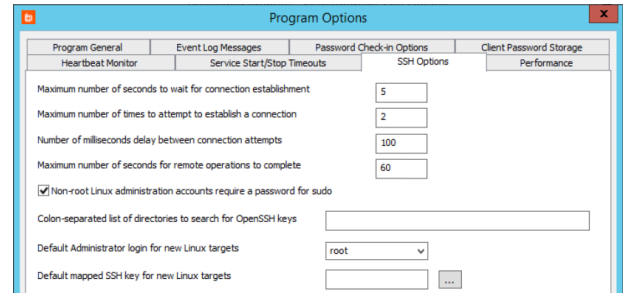 Program Options
x
Program General Event Log Messages Password Check-in Options Client Password Storage
Heartbeat Monitor Service Start/Stop Timeouts SSH Options Performance
Maximum number of seconds to wait for connection establishment 5
Maximum number of times to attempt to establish a connection 2
Number of milliseconds delay between connection attempts 100
Maximum number of seconds for remote operations to complete 60
Non-root Linux administration accounts require a password for sudo
Colon-separated list of directories to search for OpenSSH keys
Default Administrator login for new Linux targets root
Default mapped SSH key for new Linux targets ...